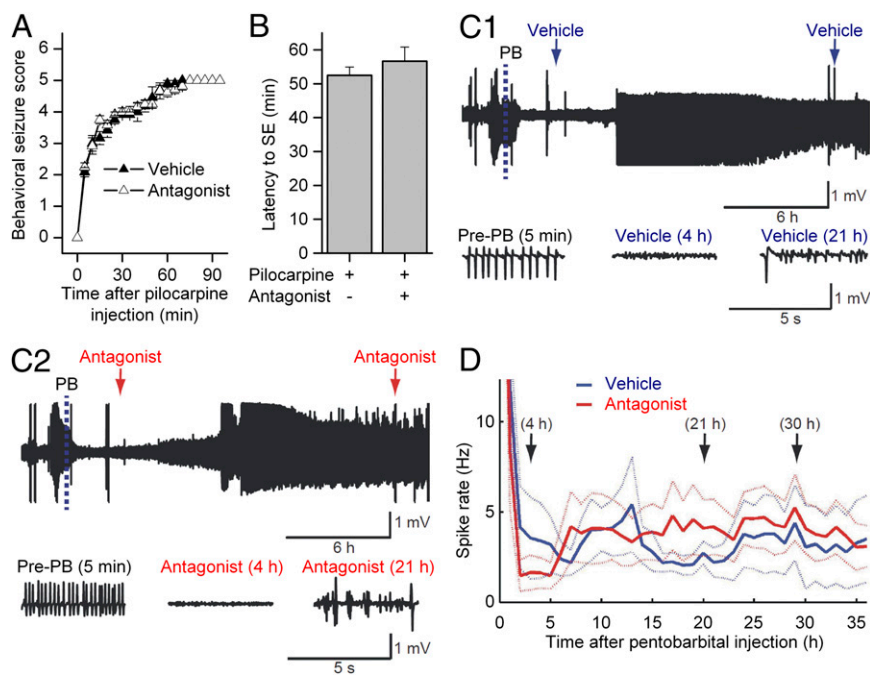 A
Behavioral seizure score
6
5
4
3
2
1
0
Vehicle
Antagonist
0 30 60 90
Time after pilocarpine
injection (min)
B
Latency to SE (min)
60
50
40
30
20
10
0
Pilocarpine + +
Antagonist - +
C1
Vehicle Vehicle
PB
1 mV
6 h
Pre-PB (5 min) Vehicle (4 h) Vehicle (21 h)
1 mV
5 s
C2
Antagonist Antagonist
PB
1 mV
6 h
Pre-PB (5 min) Antagonist (4 h) Antagonist (21 h)
1 mV
5 s
D
Vehicle
Antagonist
(4 h) (21 h) (30 h)
Spike rate (Hz)
10
5
0
0 5 10 15 20 25 30 35
Time after pentobarbital injection (h)